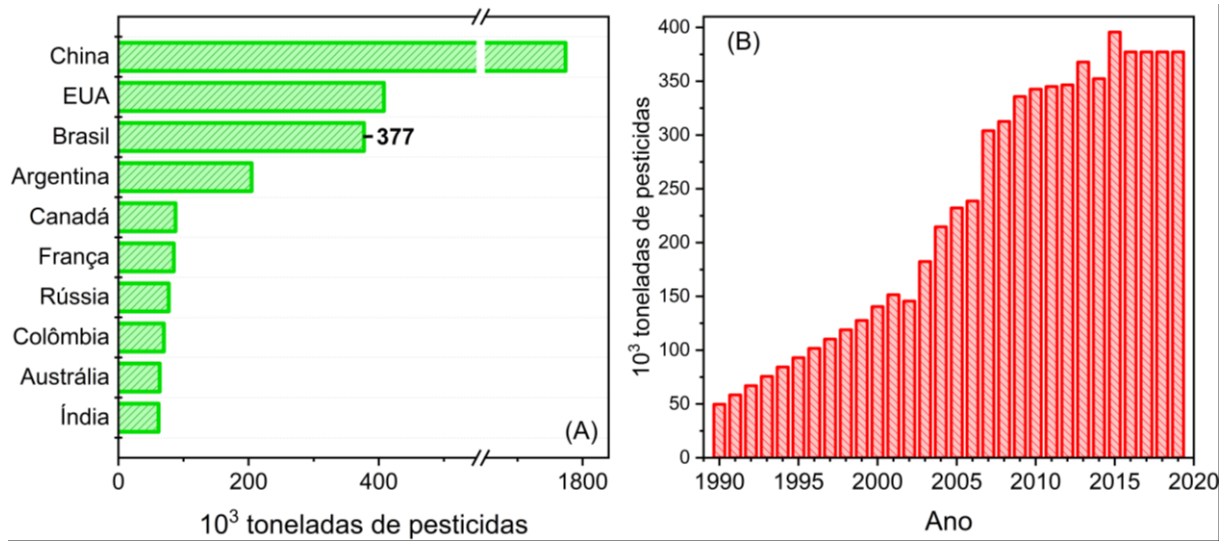 China
EUA
Brasil
377
Argentina
Canadá
França
Rússia
Colômbia
Austrália
Índia
(A)
0
200
400
1800
10³ toneladas de pesticidas
(B)
10³ toneladas de pesticidas
400
350
300
250
200
150
100
50
0
1990
1995
2000
2005
2010
2015
2020
Ano